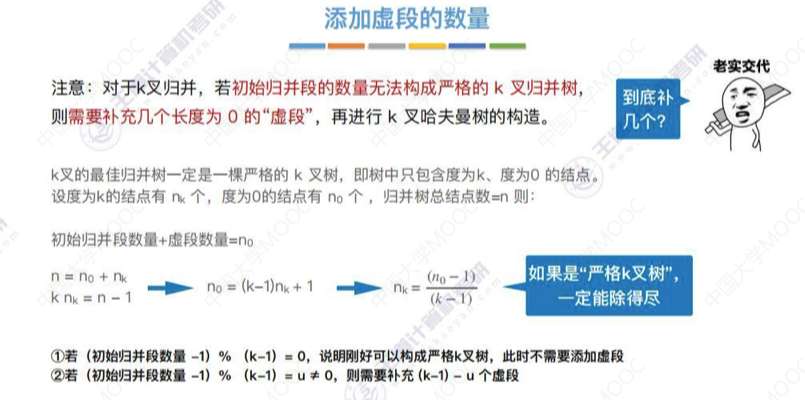 添加虚段的数量
注意：对于k叉归并，若初始归并段的数量无法构成严格的 k 叉归并树，
则需要补充几个长度为 0 的“虚段”，再进行 k 叉哈夫曼树的构造。
老实交代
到底补
几个？
k叉的最佳归并树一定是一棵严格的 k 叉树，即树中只包含度为k、度为0 的结点。
设度为k的结点有 nk 个，度为0的结点有 n0 个 ，归并树总结点数=n 则：
初始归并段数量+虚段数量=n0
n = n0 + nk
k nk = n − 1
n0 = (k−1)nk + 1
nk = (n0 − 1)
(k − 1)
如果是“严格k叉树”，
一定能除得尽
①若（初始归并段数量 −1）% （k−1）= 0，说明刚好可以构成严格k叉树，此时不需要添加虚段
②若（初始归并段数量 −1）% （k−1）= u ≠ 0，则需要补充 (k−1) − u 个虚段
中国大学MOOC
王道计算机考研